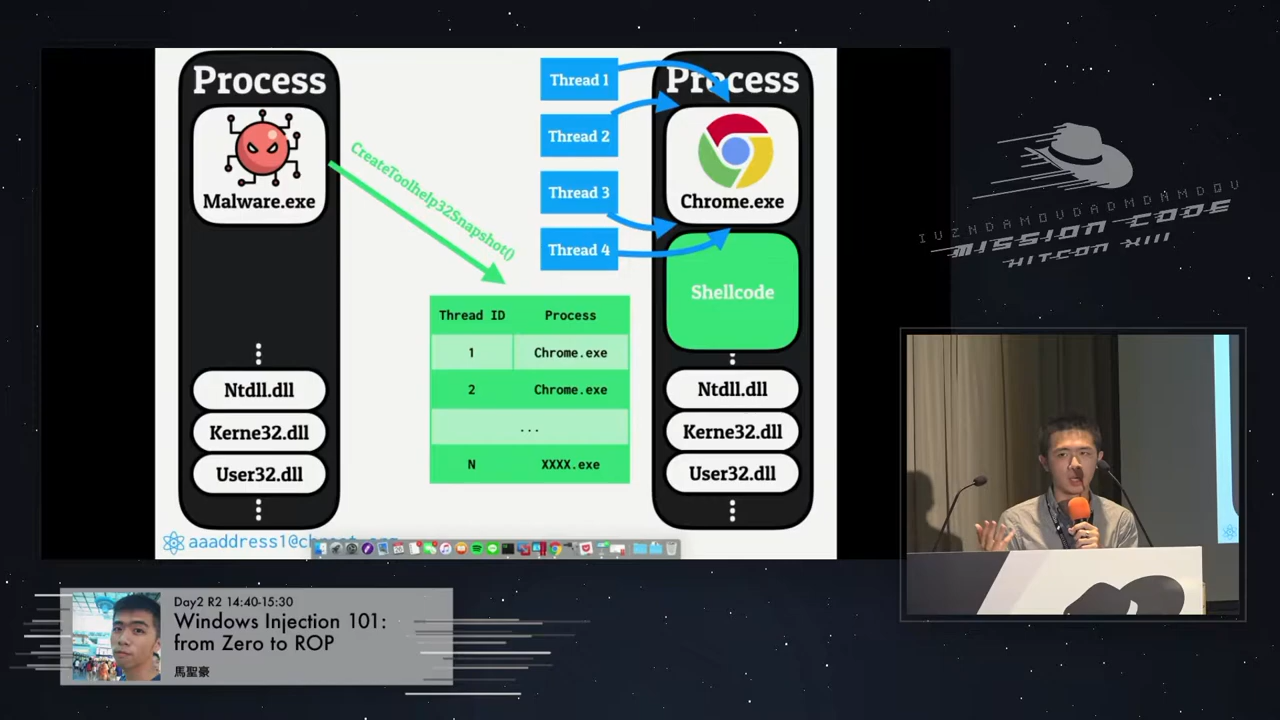 Process
Malware.exe
Ntdll.dll
Kerne32.dll
User32.dll
CreateToolhelp32Snapshot()
Thread 1
Thread 2
Thread 3
Thread 4
Thread ID Process
1 Chrome.exe
2 Chrome.exe
...
N XXXX.exe
Process
Chrome.exe
Shellcode
Ntdll.dll
Kerne32.dll
User32.dll
MISSION CODE
HITCON XIII
Day2 R2 14:40-15:30
Windows Injection 101:
from Zero to ROP
馬聖豪